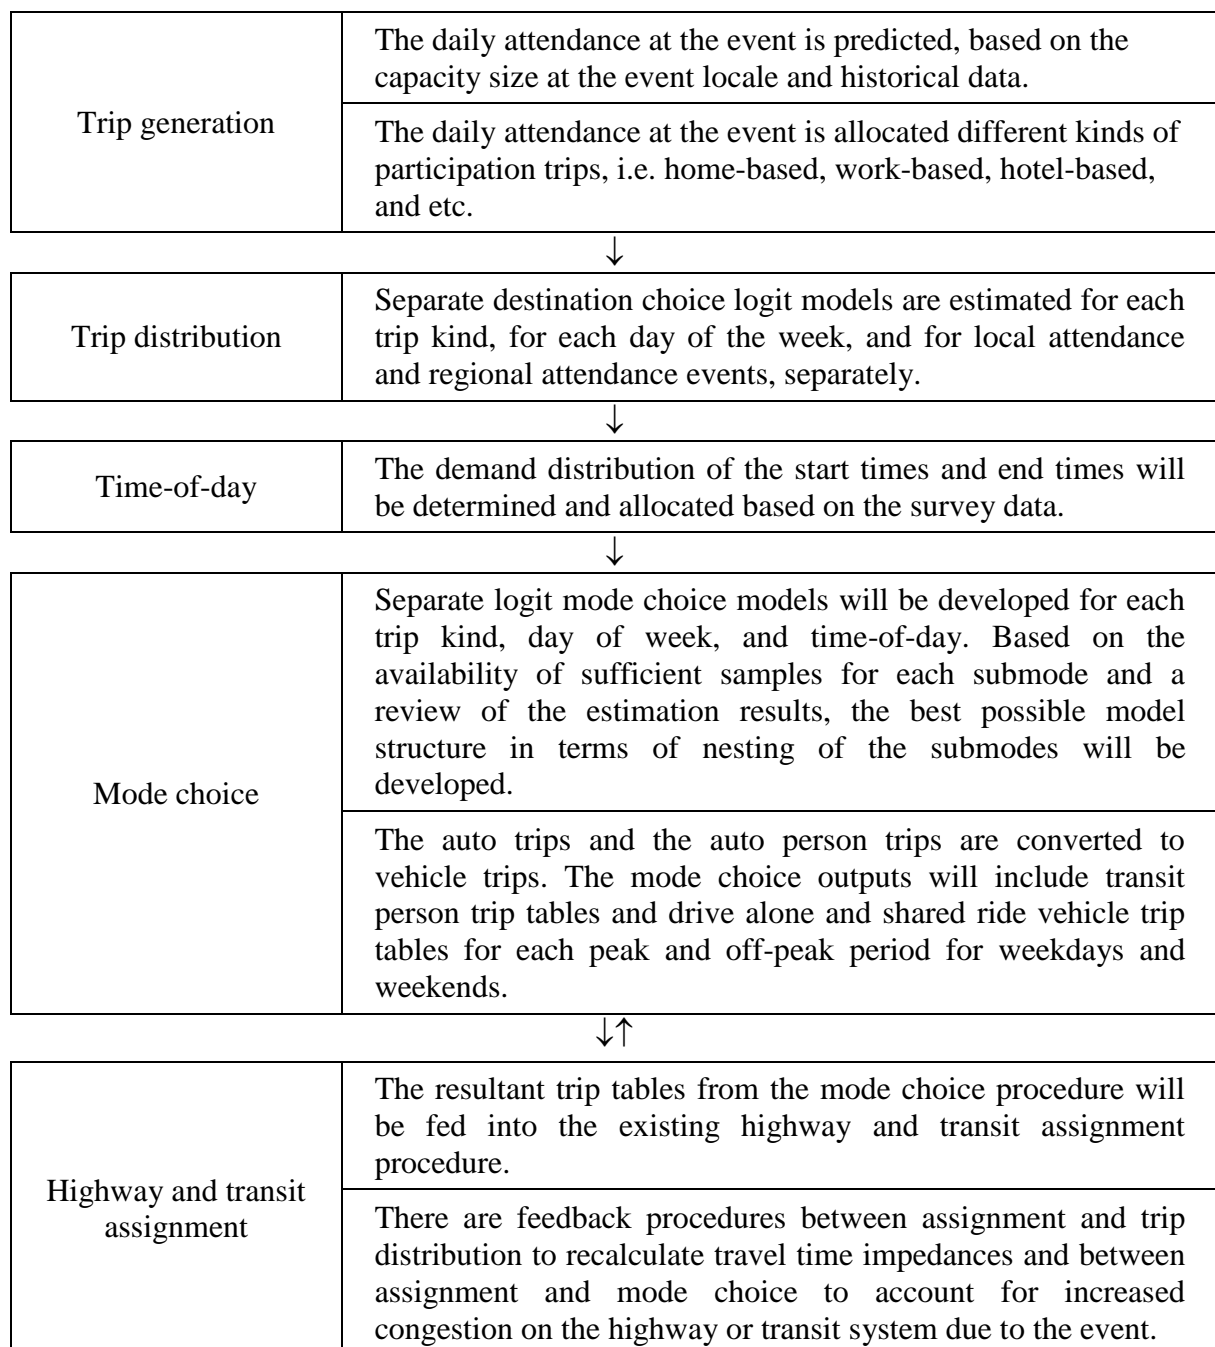 Trip generation
The daily attendance at the event is predicted, based on the
capacity size at the event locale and historical data.
The daily attendance at the event is allocated different kinds of
participation trips, i.e. home-based, work-based, hotel-based,
and etc.
↓
Trip distribution
Separate destination choice logit models are estimated for each
trip kind, for each day of the week, and for local attendance
and regional attendance events, separately.
↓
Time-of-day
The demand distribution of the start times and end times will
be determined and allocated based on the survey data.
↓
Mode choice
Separate logit mode choice models will be developed for each
trip kind, day of week, and time-of-day. Based on the
availability of sufficient samples for each submode and a
review of the estimation results, the best possible model
structure in terms of nesting of the submodes will be
developed.
The auto trips and the auto person trips are converted to
vehicle trips. The mode choice outputs will include transit
person trip tables and drive alone and shared ride vehicle trip
tables for each peak and off-peak period for weekdays and
weekends.
↓↑
Highway and transit
assignment
The resultant trip tables from the mode choice procedure will
be fed into the existing highway and transit assignment
procedure.
There are feedback procedures between assignment and trip
distribution to recalculate travel time impedances and between
assignment and mode choice to account for increased
congestion on the highway or transit system due to the event.